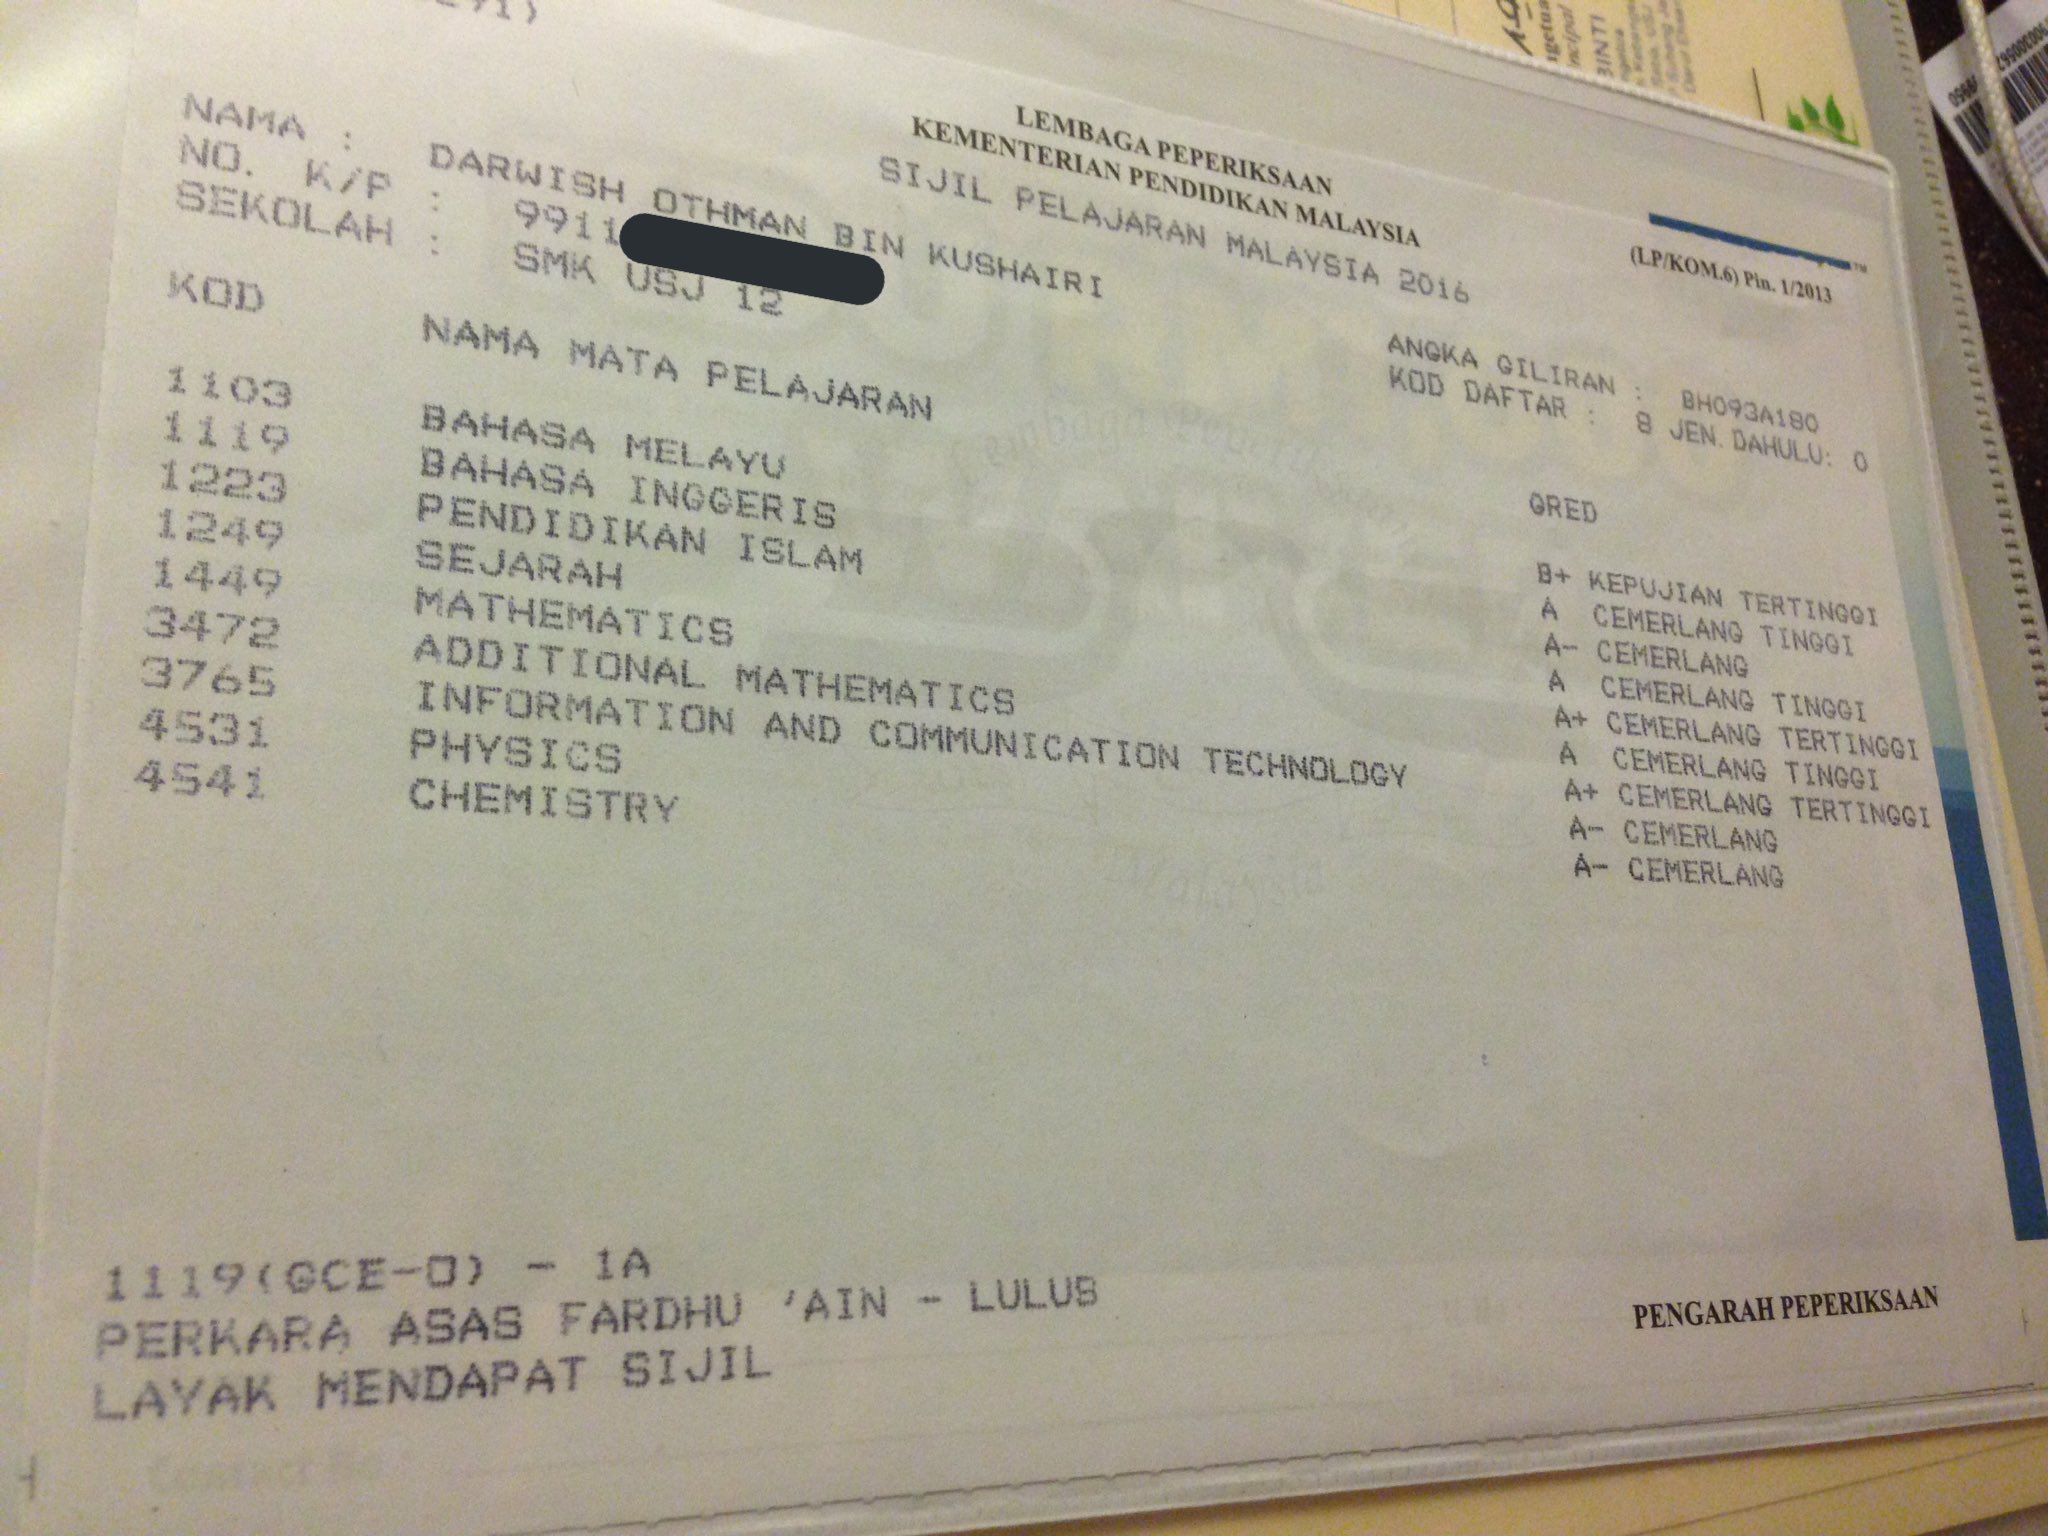 LEMBAGA PEPERIKSAAN
KEMENTERIAN PENDIDIKAN MALAYSIA
SIJIL PELAJARAN MALAYSIA 2016
(LP/KOM.6) Pin. 1/2013
NAMA : DARWISH OTHMAN BIN KUSHAIRI
NO. K/P : 9911
SEKOLAH : SMK USJ 12
ANGKA GILIRAN : BH093A180
KOD DAFTAR : 8 JEN. DAHULU: 0
KOD NAMA MATA PELAJARAN GRED
1103 BAHASA MELAYU B+ KEPUJIAN TERTINGGI
1119 BAHASA INGGERIS A CEMERLANG TINGGI
1223 PENDIDIKAN ISLAM A- CEMERLANG
1249 SEJARAH A CEMERLANG TINGGI
1449 MATHEMATICS A+ CEMERLANG TERTINGGI
3472 ADDITIONAL MATHEMATICS A CEMERLANG TINGGI
3765 INFORMATION AND COMMUNICATION TECHNOLOGY A+ CEMERLANG TERTINGGI
4531 PHYSICS A- CEMERLANG
4541 CHEMISTRY A- CEMERLANG
1119(GCE-O) - 1A
PERKARA ASAS FARDHU 'AIN - LULUS
LAYAK MENDAPAT SIJIL
PENGARAH PEPERIKSAAN